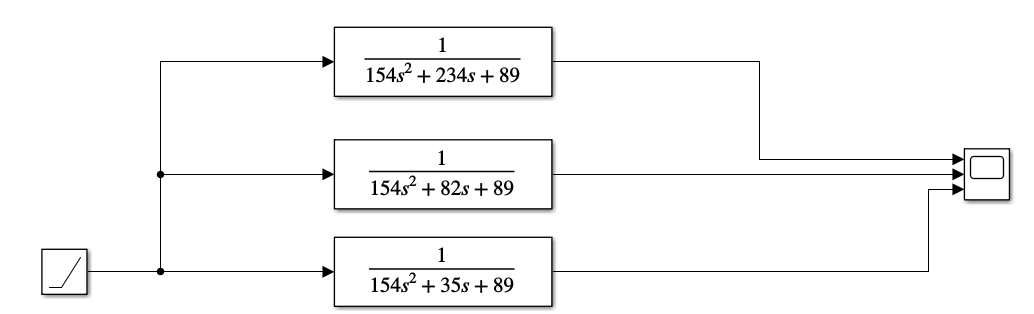 1
154s² + 234s + 89
1
154s² + 82s + 89
1
154s² + 35s + 89